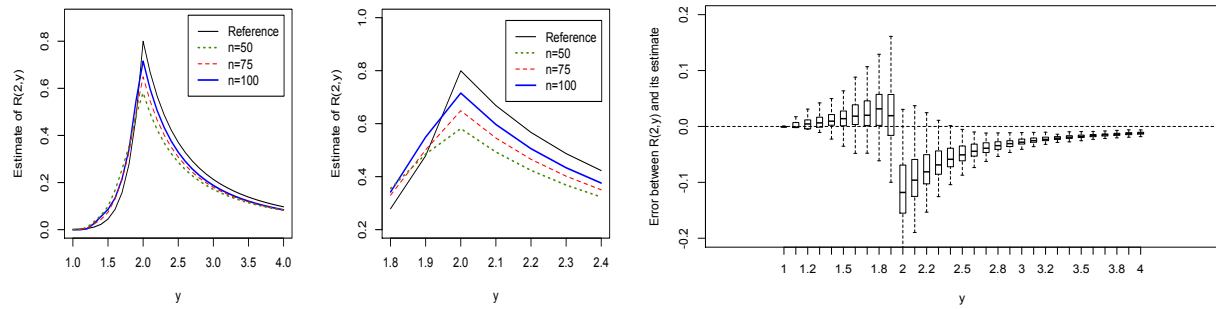 Estimate of R(2,y)
0.8
0.6
0.4
0.2
0.0
Reference
n=50
n=75
n=100
1.0 1.5 2.0 2.5 3.0 3.5 4.0
y
Estimate of R(2,y)
1.0
0.8
0.6
0.4
0.2
Reference
n=50
n=75
n=100
1.8 1.9 2.0 2.1 2.2 2.3 2.4
y
Error between R(2,y) and its estimate
0.2
0.1
0.0
-0.1
-0.2
1 1.2 1.5 1.8 2 2.2 2.5 2.8 3 3.2 3.5 3.8 4
y